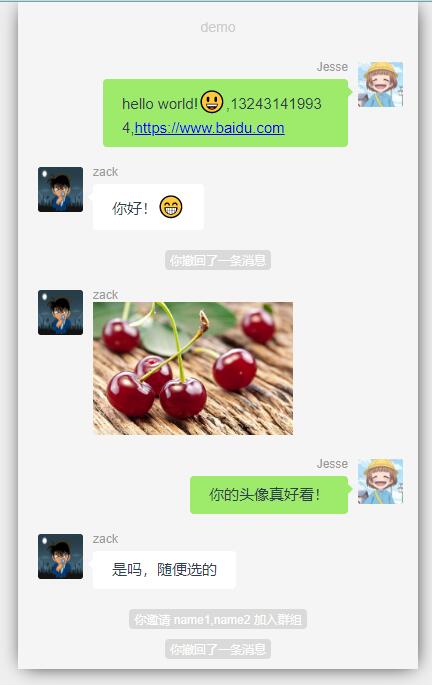 demo
Jesse
hello world!😃,13243141993
4,https://www.baidu.com
zack
你好！😁
你撤回了一条消息
zack
Jesse
你的头像真好看！
zack
是吗，随便选的
你邀请 name1,name2 加入群组
你撤回了一条消息